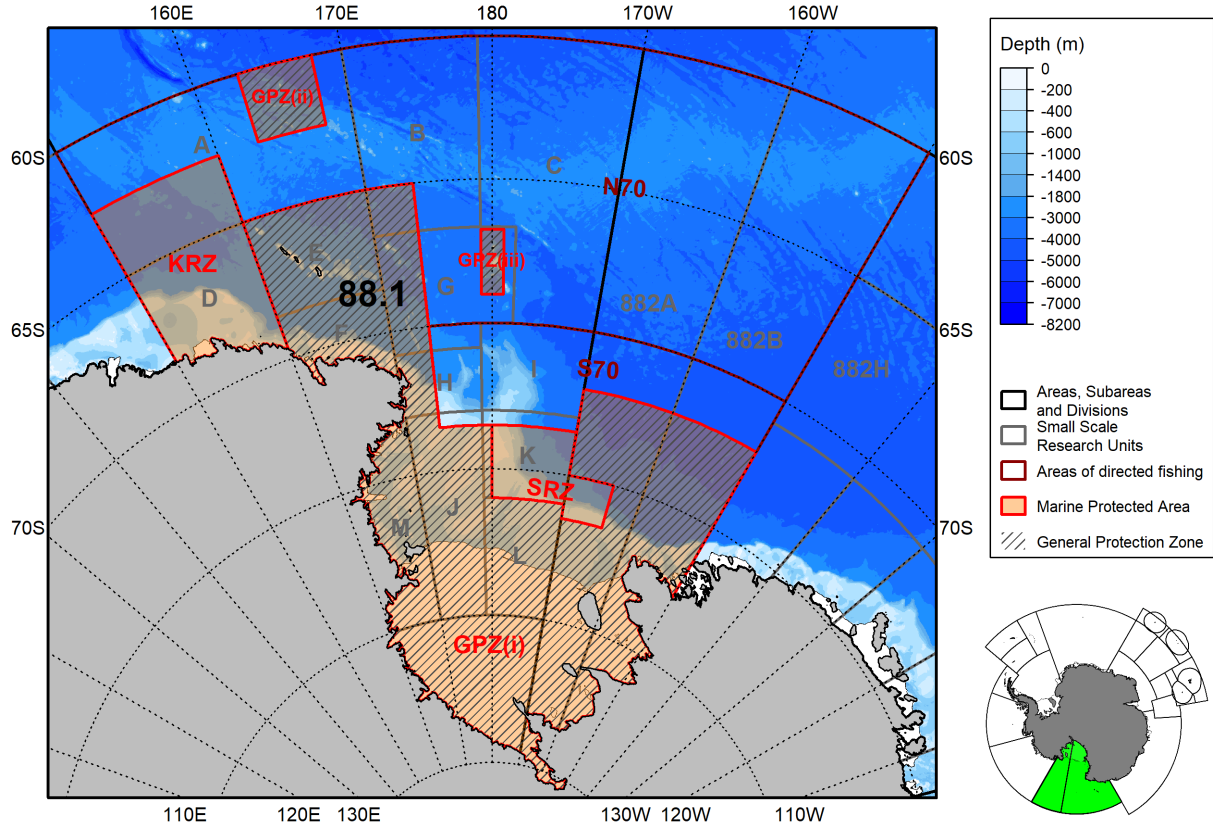 160E 170E 180 170W 160W
Depth (m)
0
-200
-400
-600
-1000
-1400
-1800
-2000
-3000
-4000
-5000
-6000
-7000
-8200
GPZ(ii)
A
B
C
60S
60S
N70
E
KRZ
D
GPZ(iii)
G
88.1
882A
F
65S
882B
65S
882H
H
I
S70
Areas, Subareas
and Divisions
Small Scale
Research Units
Areas of directed fishing
Marine Protected Area
General Protection Zone
K
SRZ
J
M
L
70S
70S
GPZ(i)
110E 120E 130E 130W 120W 110W